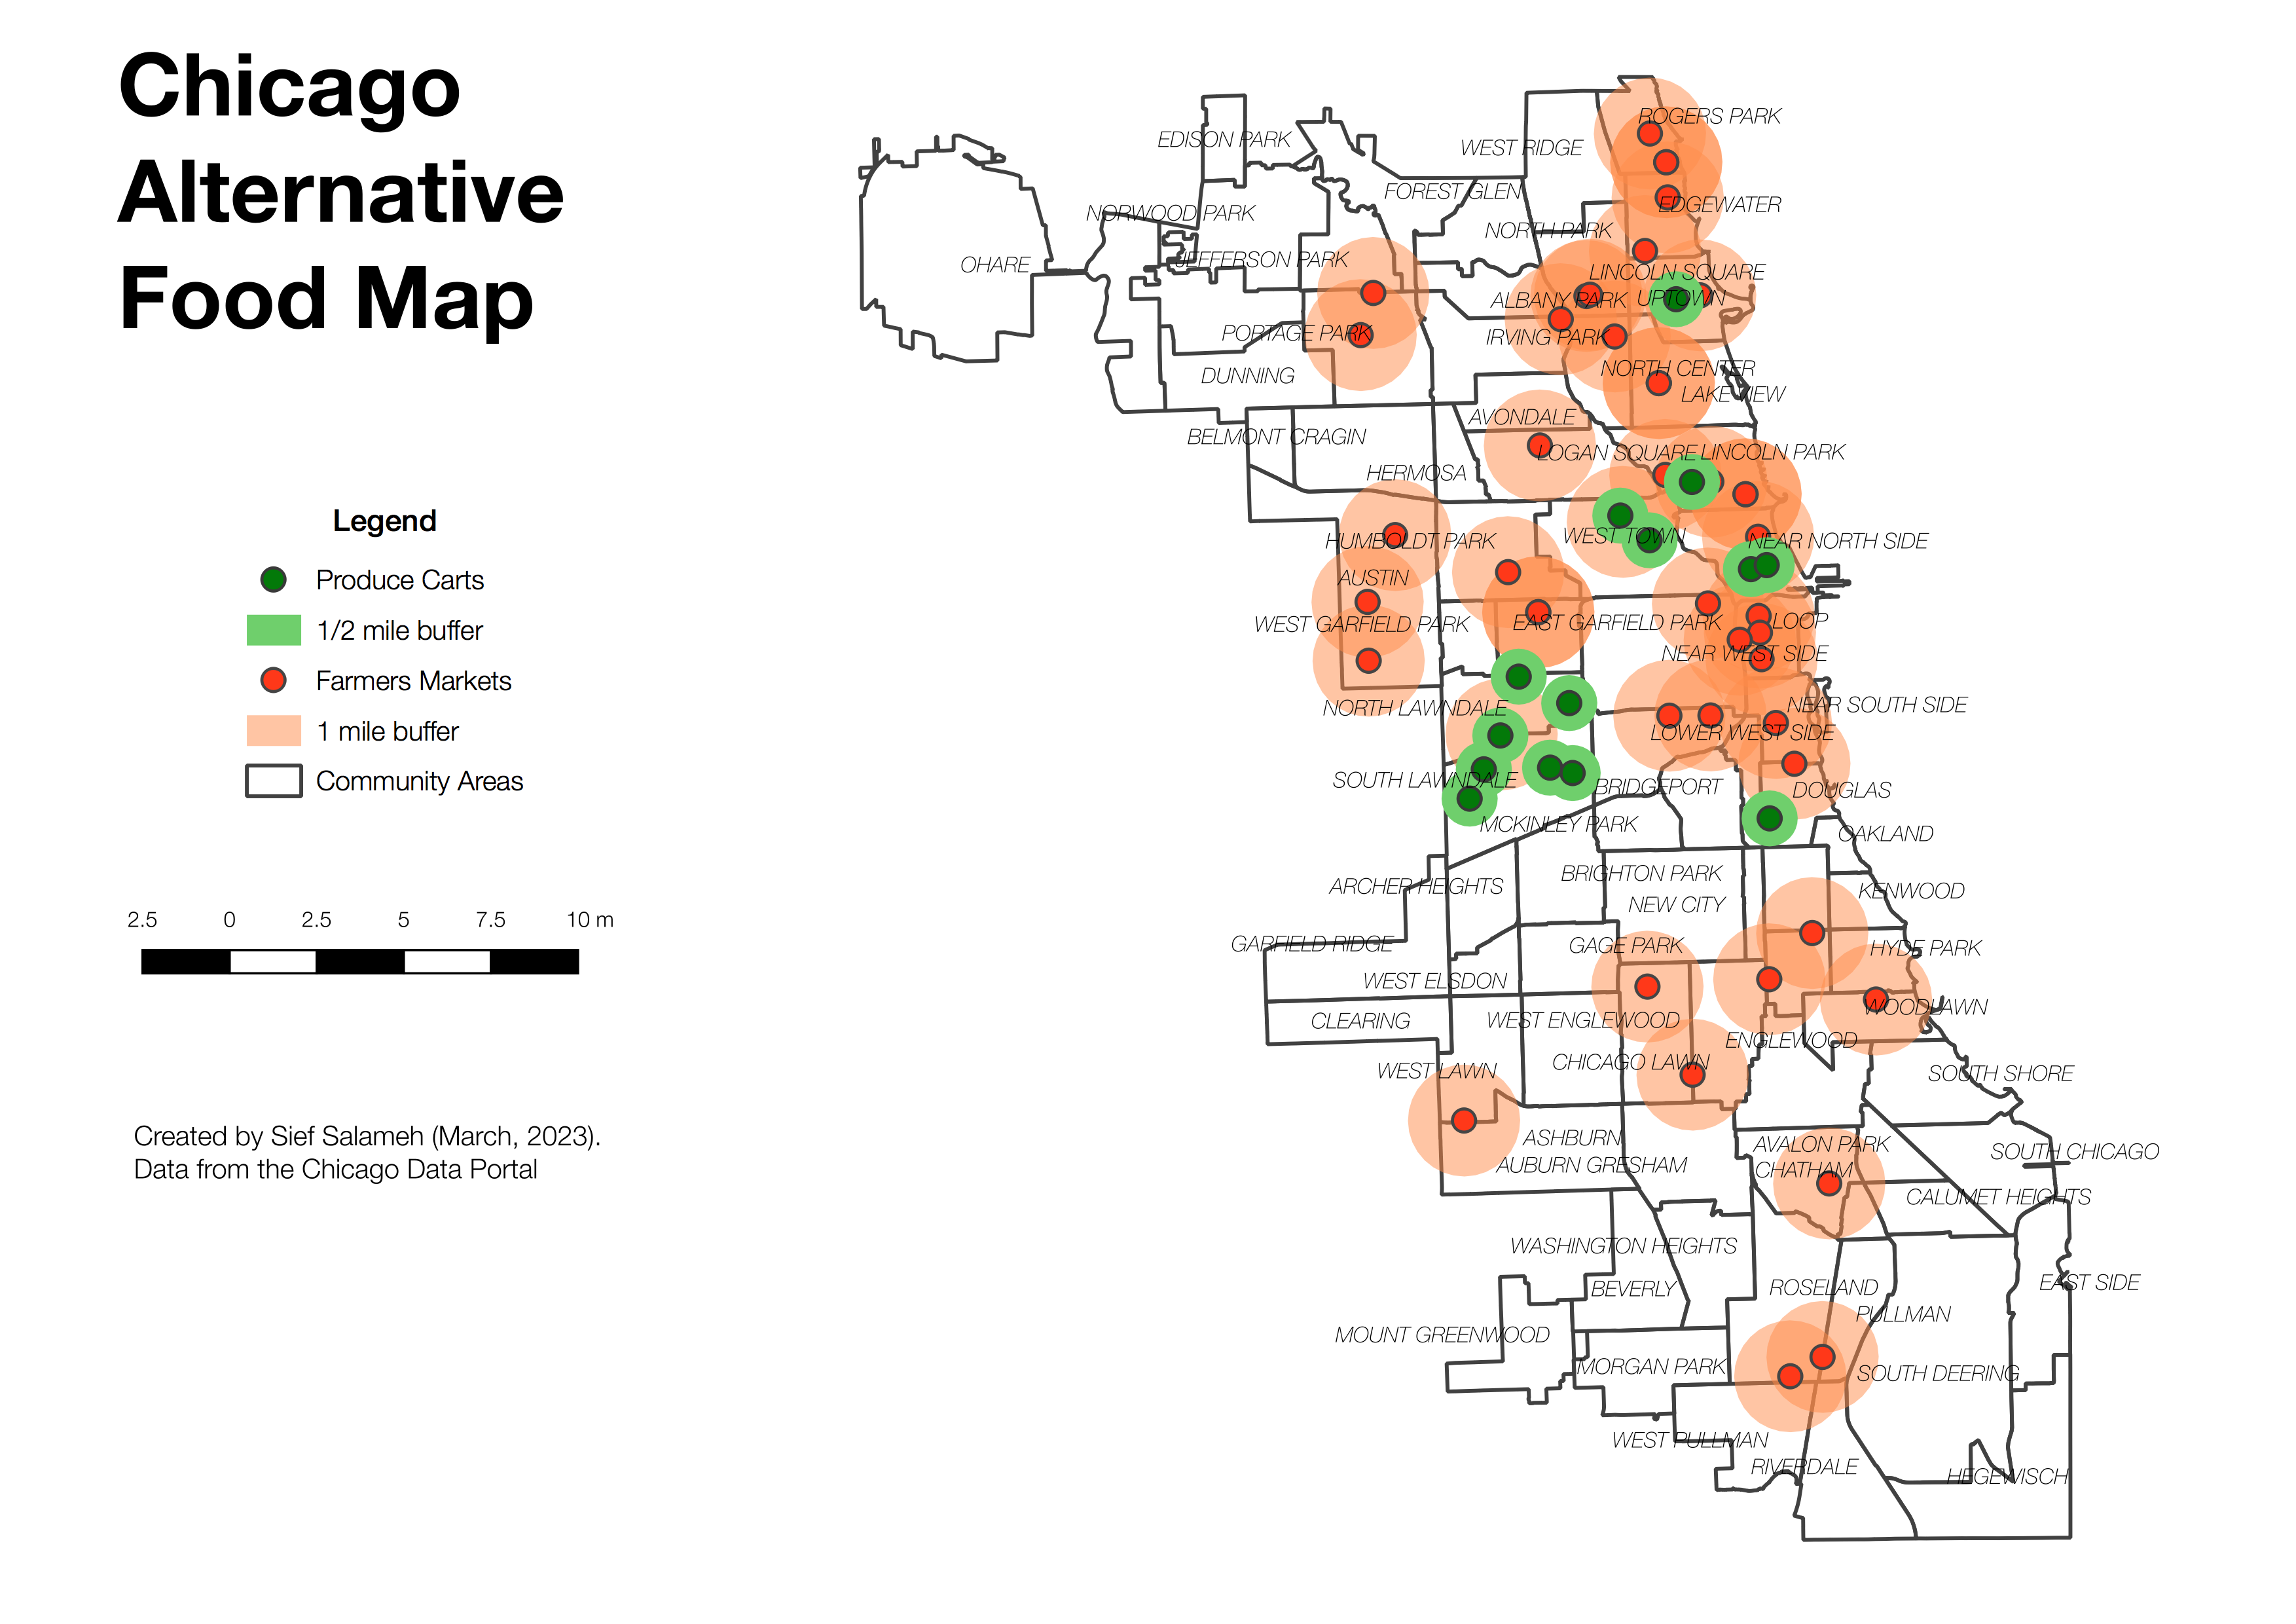 Chicago
Alternative
Food Map
Legend
Produce Carts
1/2 mile buffer
Farmers Markets
1 mile buffer
Community Areas
2.5 0 2.5 5 7.5 10 m
Created by Sief Salameh (March, 2023).
Data from the Chicago Data Portal
ROGERS PARK
EDISON PARK
WEST RIDGE
FOREST GLEN
EDGEWATER
NORWOOD PARK
NORTH PARK
JEFFERSON PARK
OHARE
LINCOLN SQUARE
ALBANY PARK
UPTOWN
PORTAGE PARK
IRVING PARK
NORTH CENTER
DUNNING
LAKE VIEW
AVONDALE
BELMONT CRAGIN
LOGAN SQUARE
LINCOLN PARK
HERMOSA
WEST TOWN
HUMBOLDT PARK
NEAR NORTH SIDE
AUSTIN
WEST GARFIELD PARK
EAST GARFIELD PARK
LOOP
NEAR WEST SIDE
NORTH LAWNDALE
NEAR SOUTH SIDE
LOWER WEST SIDE
SOUTH LAWNDALE
BRIDGEPORT
DOUGLAS
MCKINLEY PARK
OAKLAND
BRIGHTON PARK
ARCHER HEIGHTS
KENWOOD
NEW CITY
GARFIELD RIDGE
GAGE PARK
HYDE PARK
WEST ELSDON
WOODLAWN
CLEARING
WEST ENGLEWOOD
ENGLEWOOD
CHICAGO LAWN
WEST LAWN
SOUTH SHORE
ASHBURN
AVALON PARK
SOUTH CHICAGO
AUBURN GRESHAM
CHATHAM
CALUMET HEIGHTS
WASHINGTON HEIGHTS
EAST SIDE
BEVERLY
ROSELAND
PULLMAN
MOUNT GREENWOOD
MORGAN PARK
SOUTH DEERING
WEST PULLMAN
RIVERDALE
HEGEWISCH